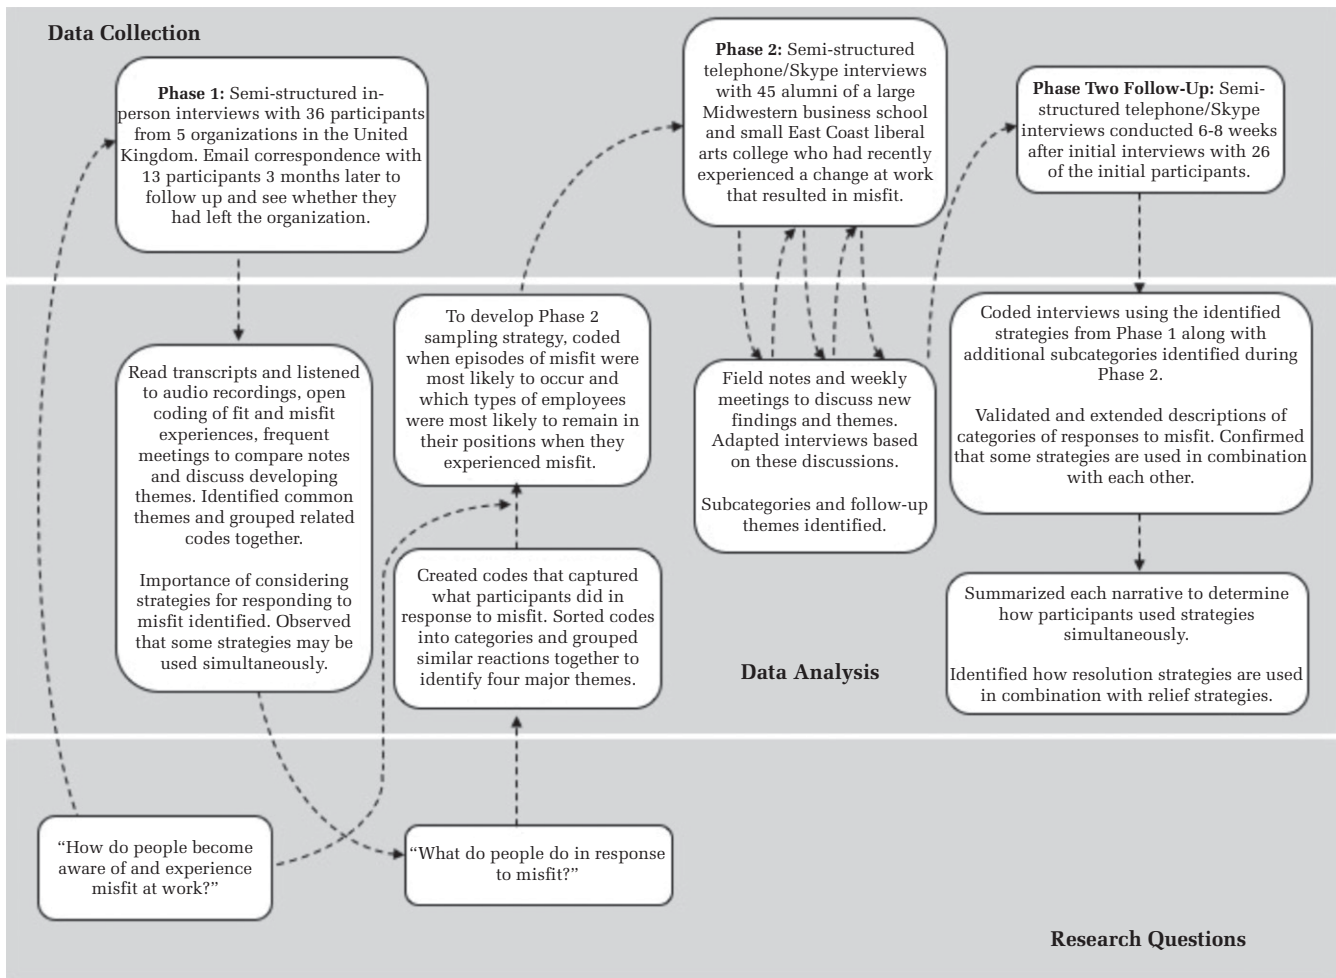 Data Collection
Phase 1: Semi-structured in-
person interviews with 36 participants
from 5 organizations in the United
Kingdom. Email correspondence with
13 participants 3 months later to
follow up and see whether they
had left the organization.
Phase 2: Semi-structured
telephone/Skype interviews
with 45 alumni of a large
Midwestern business school
and small East Coast liberal
arts college who had recently
experienced a change at work
that resulted in misfit.
Phase Two Follow-Up: Semi-
structured telephone/Skype
interviews conducted 6-8 weeks
after initial interviews with 26
of the initial participants.
Read transcripts and listened
to audio recordings, open
coding of fit and misfit
experiences, frequent
meetings to compare notes
and discuss developing
themes. Identified common
themes and grouped related
codes together.
Importance of considering
strategies for responding to
misfit identified. Observed
that some strategies may be
used simultaneously.
To develop Phase 2
sampling strategy, coded
when episodes of misfit were
most likely to occur and
which types of employees
were most likely to remain in
their positions when they
experienced misfit.
Created codes that captured
what participants did in
response to misfit. Sorted codes
into categories and grouped
similar reactions together to
identify four major themes.
Field notes and weekly
meetings to discuss new
findings and themes.
Adapted interviews based
on these discussions.
Subcategories and follow-up
themes identified.
Coded interviews using the identified
strategies from Phase 1 along with
additional subcategories identified during
Phase 2.
Validated and extended descriptions of
categories of responses to misfit. Confirmed
that some strategies are used in combination
with each other.
Summarized each narrative to determine
how participants used strategies
simultaneously.
Identified how resolution strategies are used
in combination with relief strategies.
Data Analysis
“How do people become
aware of and experience
misfit at work?”
“What do people do in response
to misfit?”
Research Questions